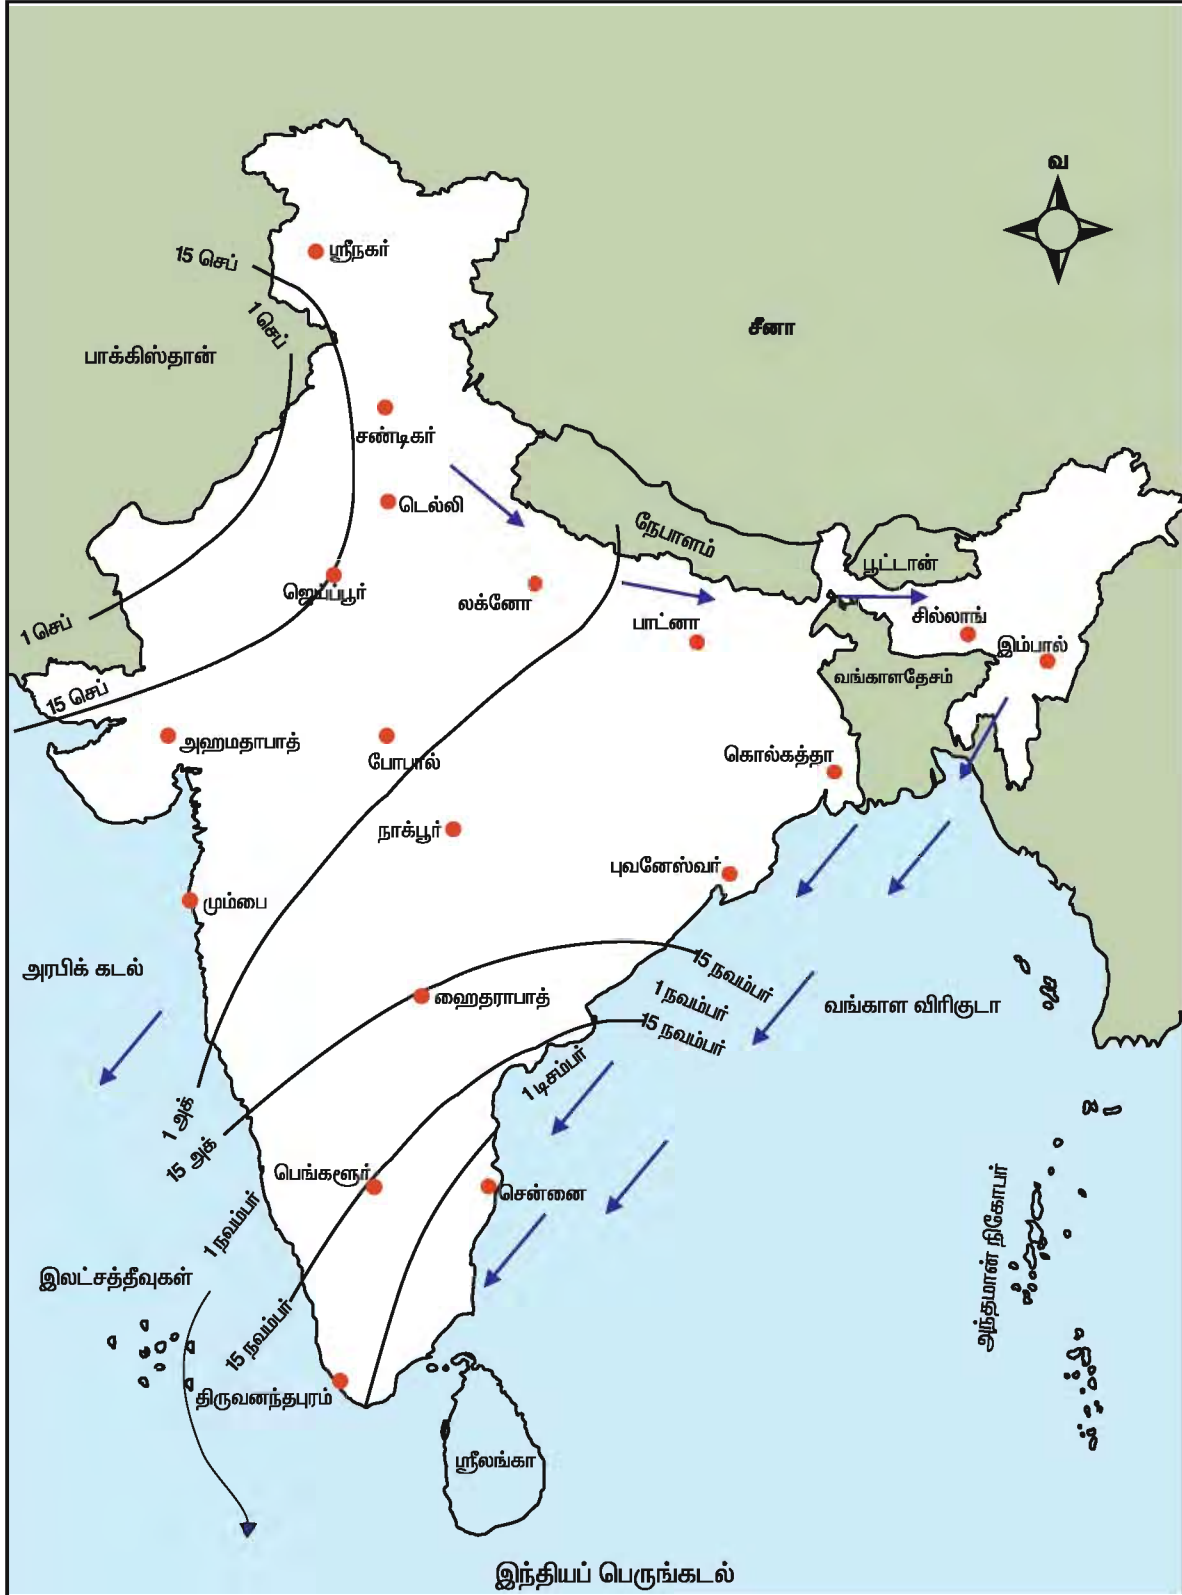 வ
ஸ்ரீநகர்
15 செப்
1 செப்
சீனா
பாக்கிஸ்தான்
சண்டிகர்
டெல்லி
நேபாளம்
பூட்டான்
ஜெய்ப்பூர்
லக்னோ
பாட்னா
சில்லாங்
இம்பால்
1 செப்
வங்காளதேசம்
15 செப்
அஹமதாபாத்
போபால்
கொல்கத்தா
நாக்பூர்
புவனேஸ்வர்
மும்பை
அரபிக் கடல்
ஹைதராபாத்
15 நவம்பர்
1 நவம்பர்
15 நவம்பர்
வங்காள விரிகுடா
1 டிசம்பர்
1 அக்
15 அக்
பெங்களூர்
சென்னை
1 நவம்பர்
அந்தமான் நிகோபர்
இலட்சத்தீவுகள்
15 நவம்பர்
திருவனந்தபுரம்
ஸ்ரீலங்கா
இந்தியப் பெருங்கடல்